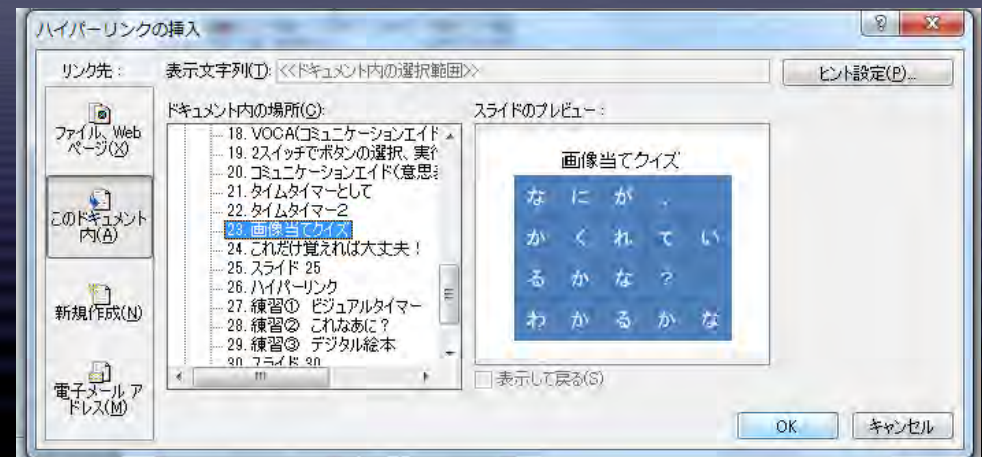 ハイパーリンクの挿入
リンク先：
表示文字列(T): <<ドキュメント内の選択範囲>>
ヒント設定(P)...
ファイル、Web
ページ(X)
このドキュメント
内(A)
新規作成(N)
電子メール ア
ドレス(M)
ドキュメント内の場所(C):
18. VOCA(コミュニケーションエイド
19. 2スイッチでボタンの選択、実行
20. コミュニケーションエイド(意思
21. タイムタイマーとして
22. タイムタイマー2
23. 画像当てクイズ
24. これだけ覚えれば大丈夫！
25. スライド 25
26. ハイパーリンク
27. 練習① ビジュアルタイマー
28. 練習② これなあに？
29. 練習③ デジタル絵本
30. スライド 30
スライドのプレビュー：
画像当てクイズ
な に が 、
か く れ て い
る か な ？
わ か る か な
表示して戻る(S)
OK
キャンセル